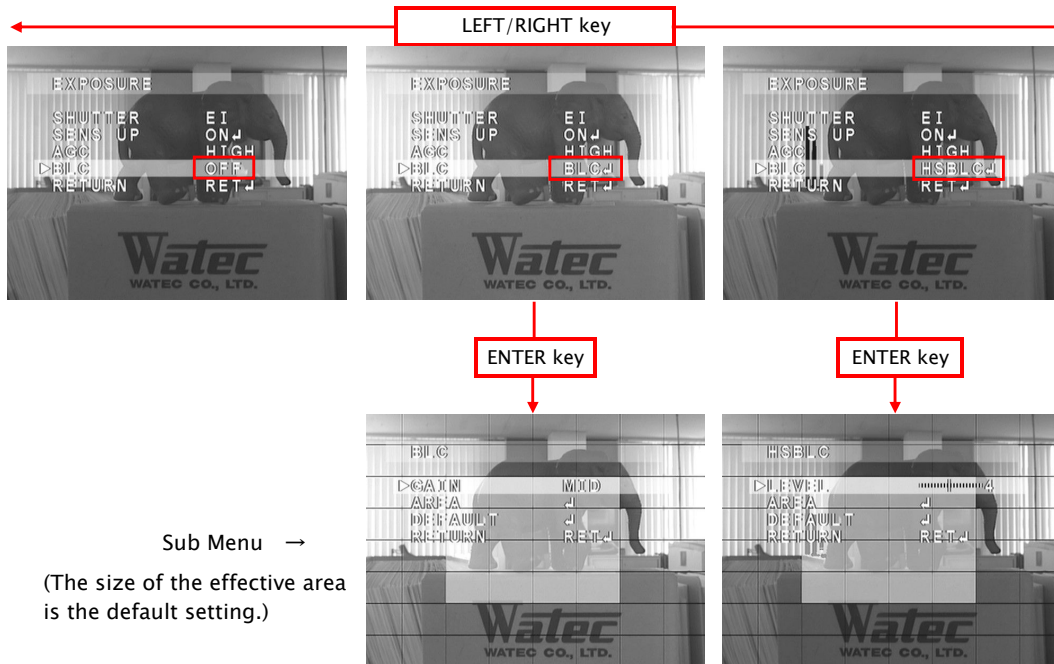 LEFT/RIGHT key
EXPOSURE
SHUTTER EI
SENS UP ON↲
AGC HIGH
▷BLC OFF
RETURN RET↲
Watec
WATEC CO., LTD.
EXPOSURE
SHUTTER EI
SENS UP ON↲
AGC HIGH
▷BLC BLC↲
RETURN RET↲
Watec
WATEC CO., LTD.
EXPOSURE
SHUTTER EI
SENS UP ON↲
AGC HIGH
▷BLC HSBLC↲
RETURN RET↲
Watec
WATEC CO., LTD.
ENTER key
ENTER key
Sub Menu →
(The size of the effective area
is the default setting.)
BLC
▷GAIN MID
AREA ↲
DEFAULT ↲
RETURN RET↲
Watec
WATEC CO., LTD.
HSBLC
▷LEVEL 4
AREA ↲
DEFAULT ↲
RETURN RET↲
Watec
WATEC CO., LTD.